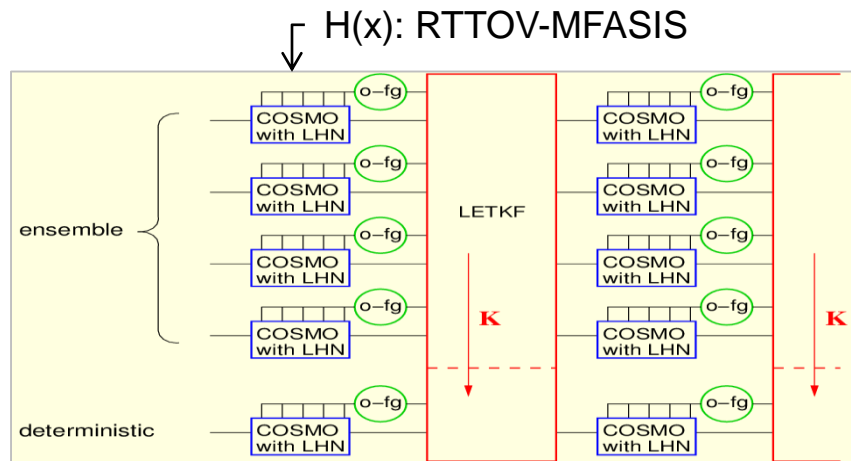 H(x): RTTOV-MFASIS
o-fg
o-fg
COSMO
with LHN
COSMO
with LHN
o-fg
o-fg
COSMO
with LHN
COSMO
with LHN
LETKF
ensemble
o-fg
o-fg
COSMO
with LHN
COSMO
with LHN
o-fg
o-fg
COSMO
with LHN
COSMO
with LHN
K
K
o-fg
o-fg
deterministic
COSMO
with LHN
COSMO
with LHN